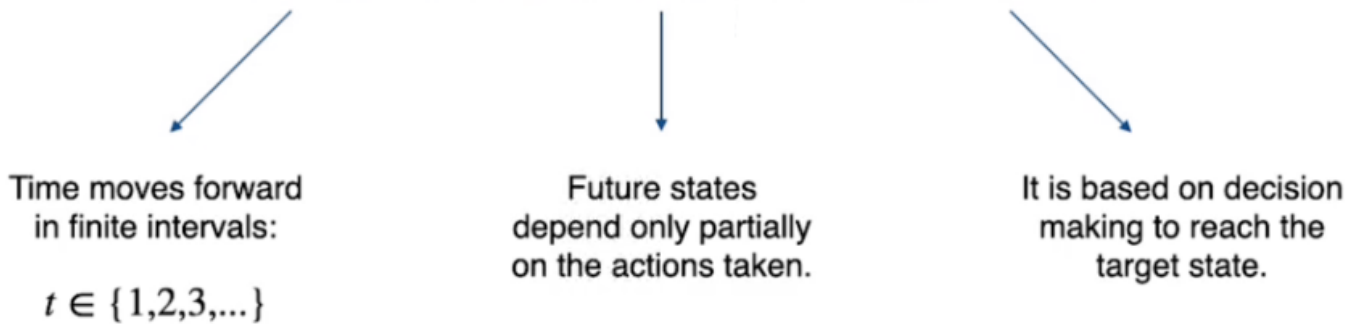 Time moves forward
in finite intervals:
t ∈ {1,2,3,...}
Future states
depend only partially
on the actions taken.
It is based on decision
making to reach the
target state.